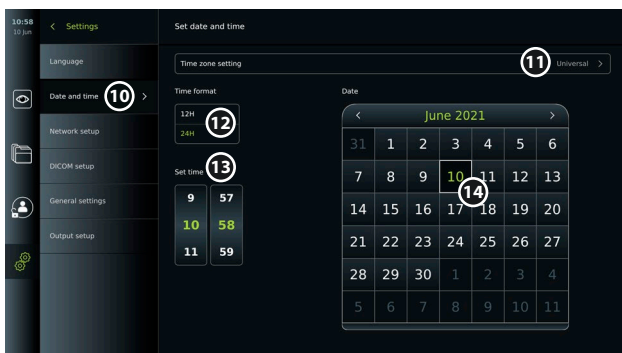 10:58
10 Jun
Settings
Set date and time
Language
Time zone setting
11
Universal
Date and time
10
Time format
Date
12H
24H
12
June 2021
Network setup
31 1 2 3 4 5 6
DICOM setup
Set time
13
7 8 9 10 11 12 13
14
General settings
9 57
14 15 16 17 18 19 20
10 58
Output setup
21 22 23 24 25 26 27
11 59
28 29 30 1 2 3 4
5 6 7 8 9 10 11